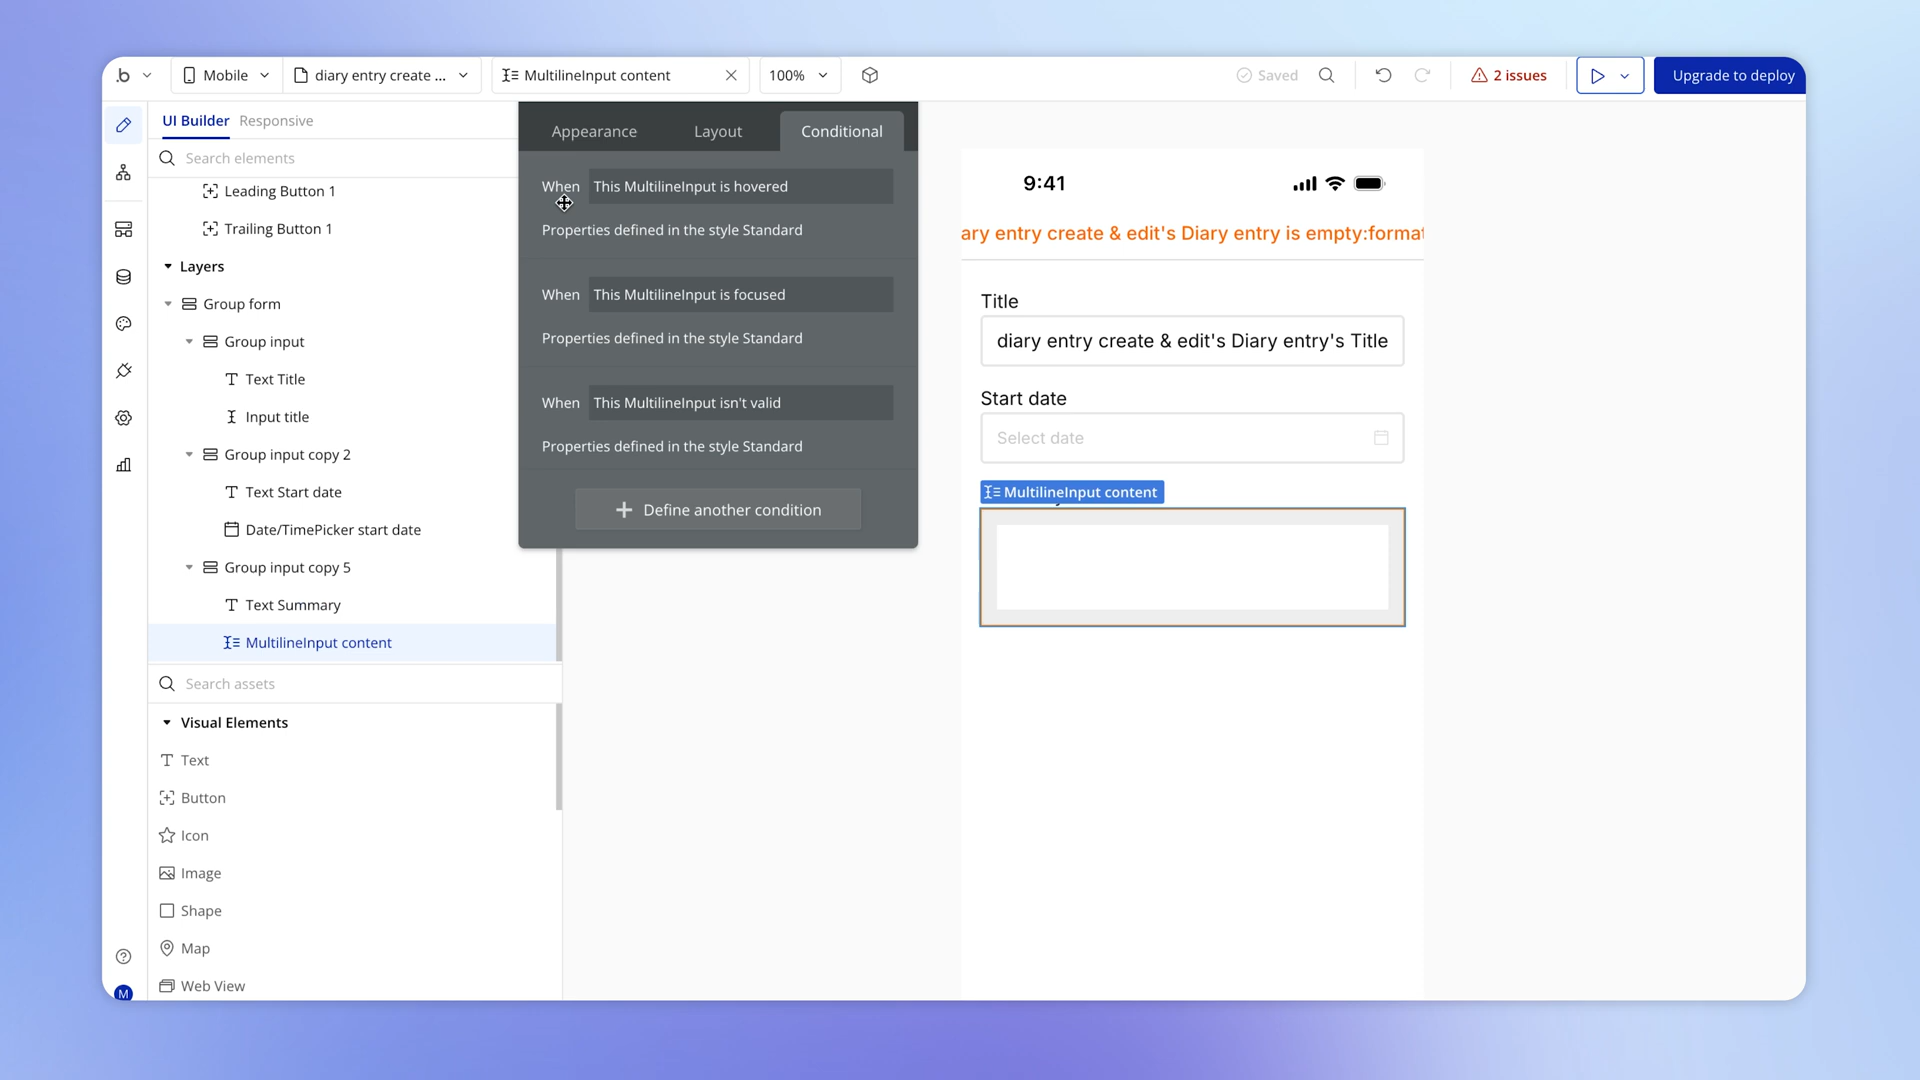 .b
Mobile
diary entry create ...
MultilineInput content
100%
Saved
2 issues
Upgrade to deploy
UI Builder
Responsive
Search elements
Leading Button 1
Trailing Button 1
Layers
Group form
Group input
Text Title
Input title
Group input copy 2
Text Start date
Date/TimePicker start date
Group input copy 5
Text Summary
MultilineInput content
Search assets
Visual Elements
Text
Button
Icon
Image
Shape
Map
Web View
M
Appearance
Layout
Conditional
When This MultilineInput is hovered
Properties defined in the style Standard
When This MultilineInput is focused
Properties defined in the style Standard
When This MultilineInput isn't valid
Properties defined in the style Standard
Define another condition
9:41
ary entry create & edit's Diary entry is empty:format
Title
diary entry create & edit's Diary entry's Title
Start date
Select date
MultilineInput content